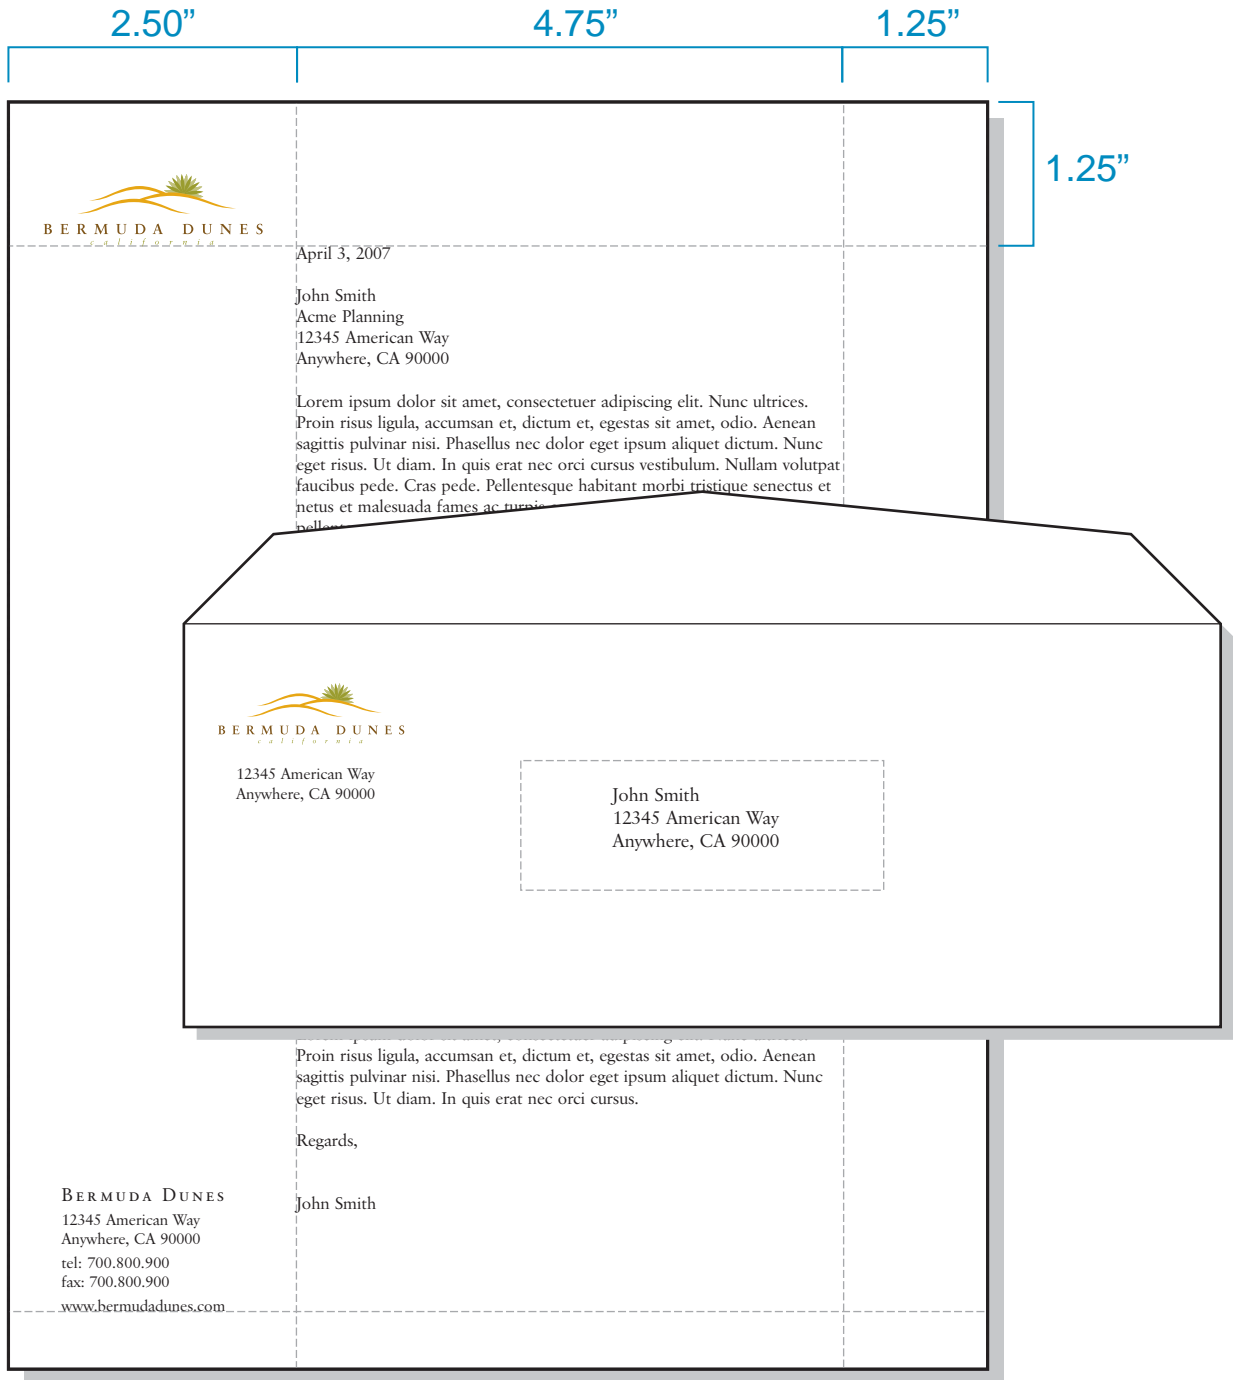 2.50”
4.75”
1.25”
1.25”
BERMUDA DUNES
california
April 3, 2007
John Smith
Acme Planning
12345 American Way
Anywhere, CA 90000
Lorem ipsum dolor sit amet, consectetuer adipiscing elit. Nunc ultrices.
Proin risus ligula, accumsan et, dictum et, egestas sit amet, odio. Aenean
sagittis pulvinar nisi. Phasellus nec dolor eget ipsum aliquet dictum. Nunc
eget risus. Ut diam. In quis erat nec orci cursus vestibulum. Nullam volutpat
faucibus pede. Cras pede. Pellentesque habitant morbi tristique senectus et
netus et malesuada fames ac turpis
BERMUDA DUNES
california
12345 American Way
Anywhere, CA 90000
John Smith
12345 American Way
Anywhere, CA 90000
Proin risus ligula, accumsan et, dictum et, egestas sit amet, odio. Aenean
sagittis pulvinar nisi. Phasellus nec dolor eget ipsum aliquet dictum. Nunc
eget risus. Ut diam. In quis erat nec orci cursus.
Regards,
John Smith
BERMUDA DUNES
12345 American Way
Anywhere, CA 90000
tel: 700.800.900
fax: 700.800.900
www.bermudadunes.com